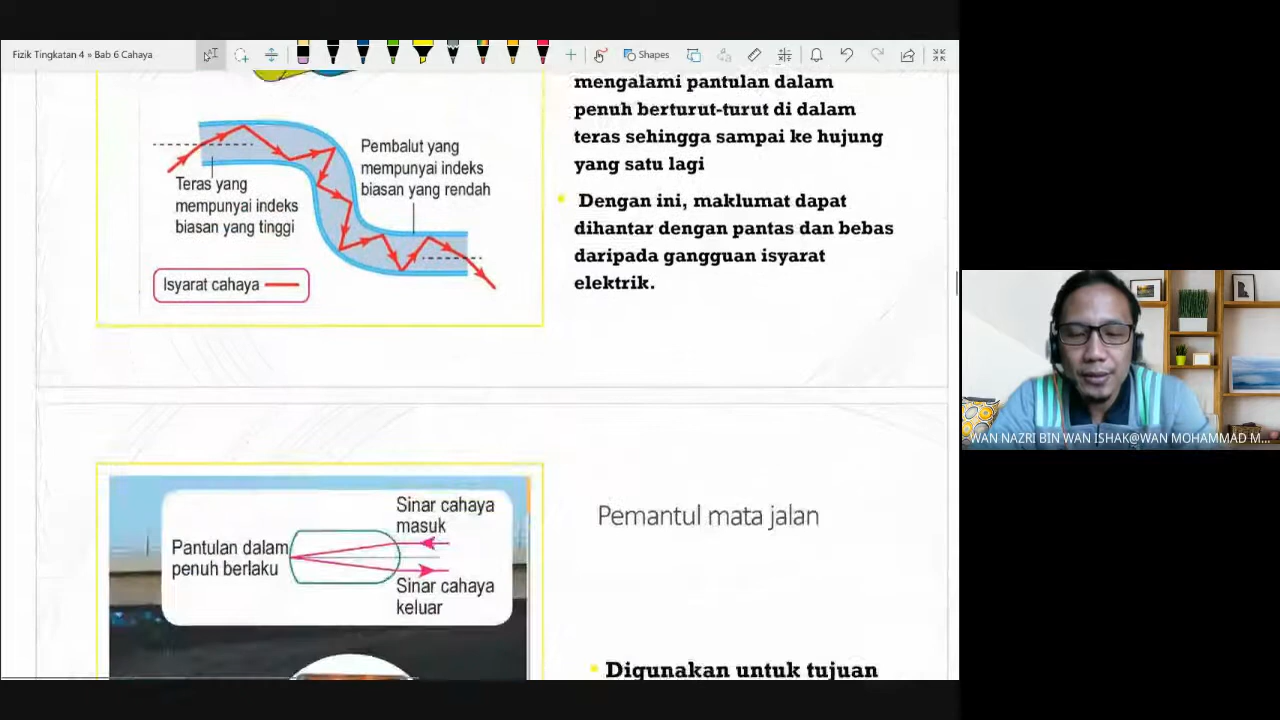 Fizik Tingkatan 4 » Bab 6 Cahaya
Shapes
Pembalut yang
mempunyai indeks
biasan yang rendah
Teras yang
mempunyai indeks
biasan yang tinggi
Isyarat cahaya
mengalami pantulan dalam
penuh berturut-turut di dalam
teras sehingga sampai ke hujung
yang satu lagi
Dengan ini, maklumat dapat
dihantar dengan pantas dan bebas
daripada gangguan isyarat
elektrik.
WAN NAZRI BIN WAN ISHAK@WAN MOHAMMAD M...
Sinar cahaya
masuk
Pantulan dalam
penuh berlaku
Sinar cahaya
keluar
Pemantul mata jalan
Digunakan untuk tujuan